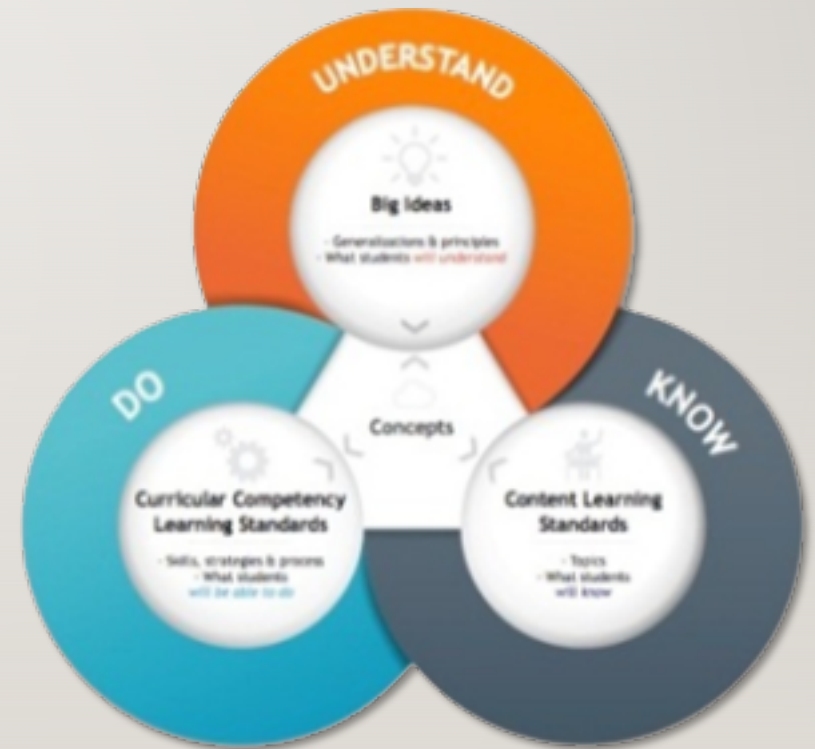 UNDERSTAND
Big Ideas
- Generalizations & principles
- What students will understand
DO
KNOW
Concepts
Curricular Competency
Learning Standards
- Skills, strategies & process
- What students
will be able to do
Content Learning
Standards
- Topics
- What students
will know